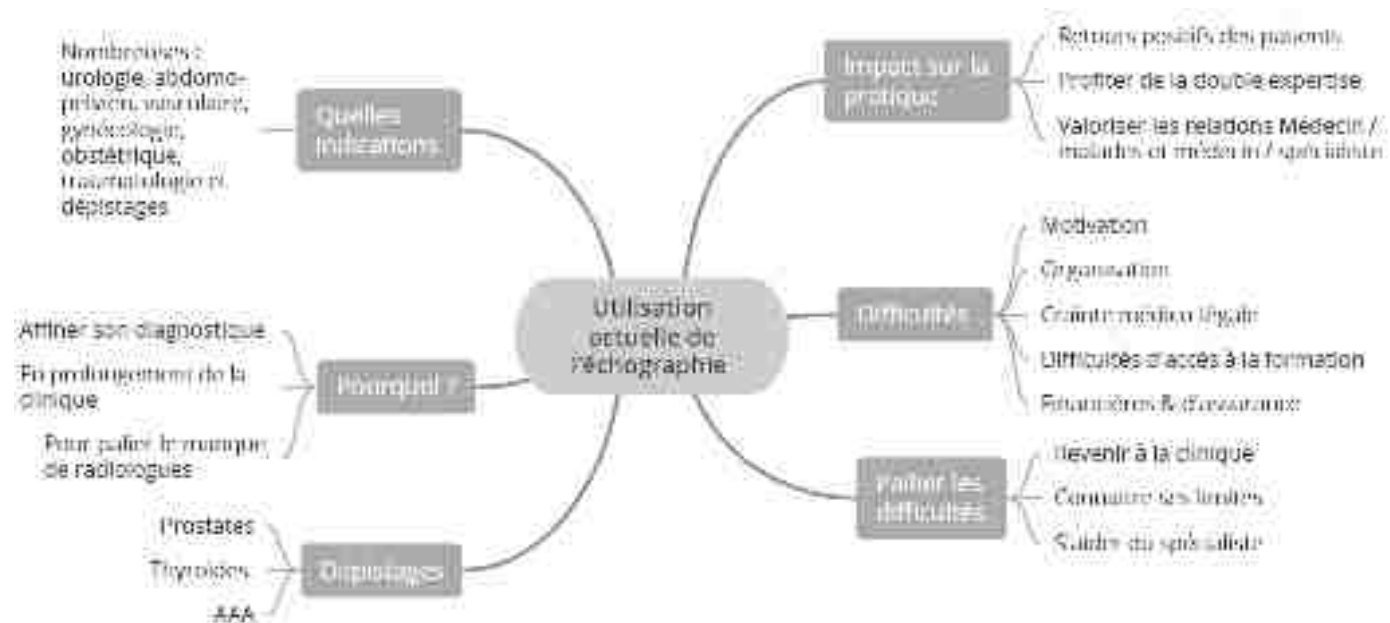 Nombreuses :
urologie, abdomo-
pelvien, vasculaire,
gynécologie,
obstétrique,
traumatologie et
dépistages
Quelles
indications
Affiner son diagnostique
En prolongement de la
clinique
Pour palier le manque
de radiologues
Pourquoi ?
Prostates
Thyroides
AAA
Dépistages
Utilisation
actuelle de
l'échographie
Impact sur la
pratique
Retours positifs des patients
Profiter de la double expertise
Valoriser les relations Médecin /
malades et médecin / spécialiste
Difficultés
Motivation
Organisation
Crainte médico légale
Difficultés d'accès à la formation
Financières & d'assurance
Pallier les
difficultés
Revenir à la clinique
Connaitre ses limites
S'aider du spécialiste